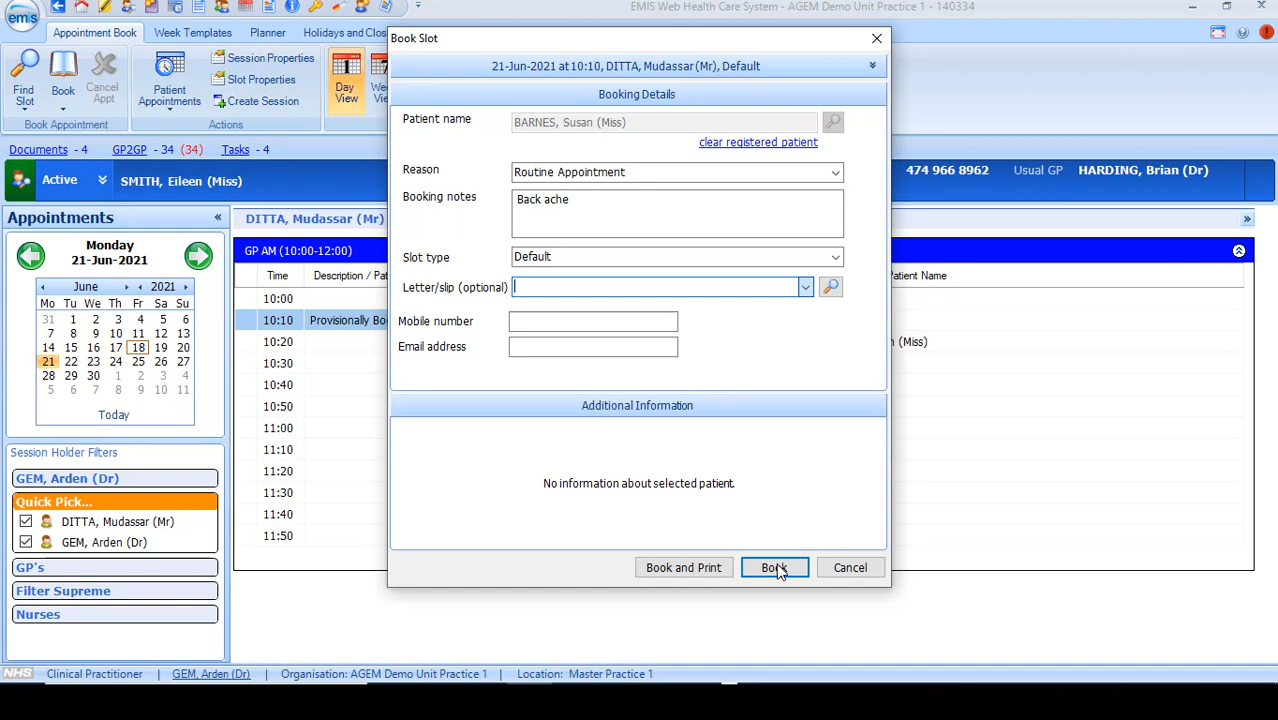 emis
EMIS Web Health Care System - AGEM Demo Unit Practice 1 - 140334
Appointment Book
Week Templates
Planner
Holidays and Clos
Find Slot
Book
Cancel Appt
Book Appointment
Patient Appointments
Session Properties
Slot Properties
Create Session
Actions
Day View
Documents - 4
GP2GP - 34 (34)
Tasks - 4
Active
SMITH, Eileen (Miss)
474 966 8962
Usual GP
HARDING, Brian (Dr)
Appointments
Monday
21-Jun-2021
June
2021
Mo Tu We Th Fr Sa Su
31 1 2 3 4 5 6
7 8 9 10 11 12 13
14 15 16 17 18 19 20
21 22 23 24 25 26 27
28 29 30 1 2 3 4
5 6 7 8 9 10 11
Today
Session Holder Filters
GEM, Arden (Dr)
Quick Pick...
DITTA, Mudassar (Mr)
GEM, Arden (Dr)
GP's
Filter Supreme
Nurses
DITTA, Mudassar (Mr)
GP AM (10:00-12:00)
Time
Description / Pat
10:00
10:10 Provisionally Bo
10:20
10:30
10:40
10:50
11:00
11:10
11:20
11:30
11:40
11:50
Patient Name
(Miss)
Book Slot
21-Jun-2021 at 10:10, DITTA, Mudassar(Mr), Default
Booking Details
Patient name BARNES, Susan (Miss)
clear registered patient
Reason Routine Appointment
Booking notes Back ache
Slot type Default
Letter/slip (optional)
Mobile number
Email address
Additional Information
No information about selected patient.
Book and Print
Book
Cancel
NHS
Clinical Practitioner
GEM, Arden (Dr)
Organisation: AGEM Demo Unit Practice 1
Location: Master Practice 1